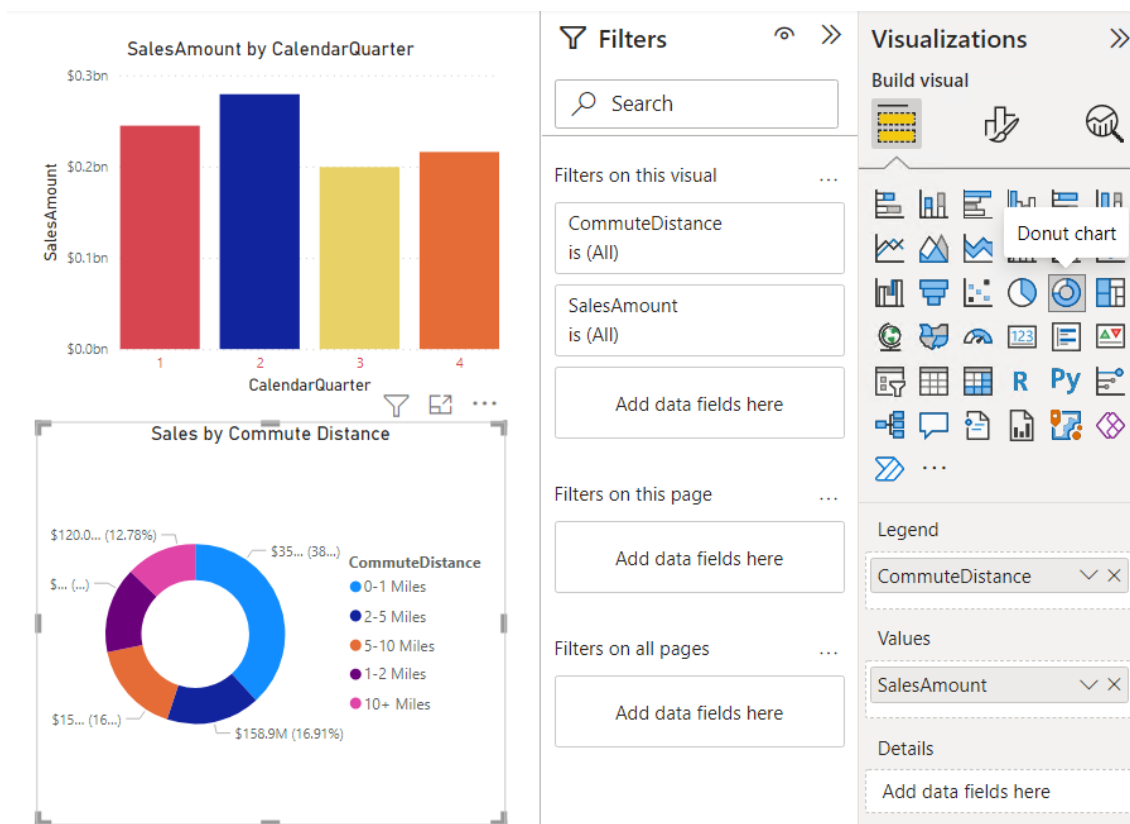 SalesAmount by CalendarQuarter
$0.3bn
$0.2bn
$0.1bn
$0.0bn
SalesAmount
1 2 3 4
CalendarQuarter
Sales by Commute Distance
$120.0... (12.78%)
$35... (38...)
$... (...)
$15... (16...)
$158.9M (16.91%)
CommuteDistance
0-1 Miles
2-5 Miles
5-10 Miles
1-2 Miles
10+ Miles
Filters
Search
Filters on this visual ...
CommuteDistance
is (All)
SalesAmount
is (All)
Add data fields here
Filters on this page ...
Add data fields here
Filters on all pages ...
Add data fields here
Visualizations
Build visual
Donut chart
123
R Py
...
Legend
CommuteDistance
Values
SalesAmount
Details
Add data fields here